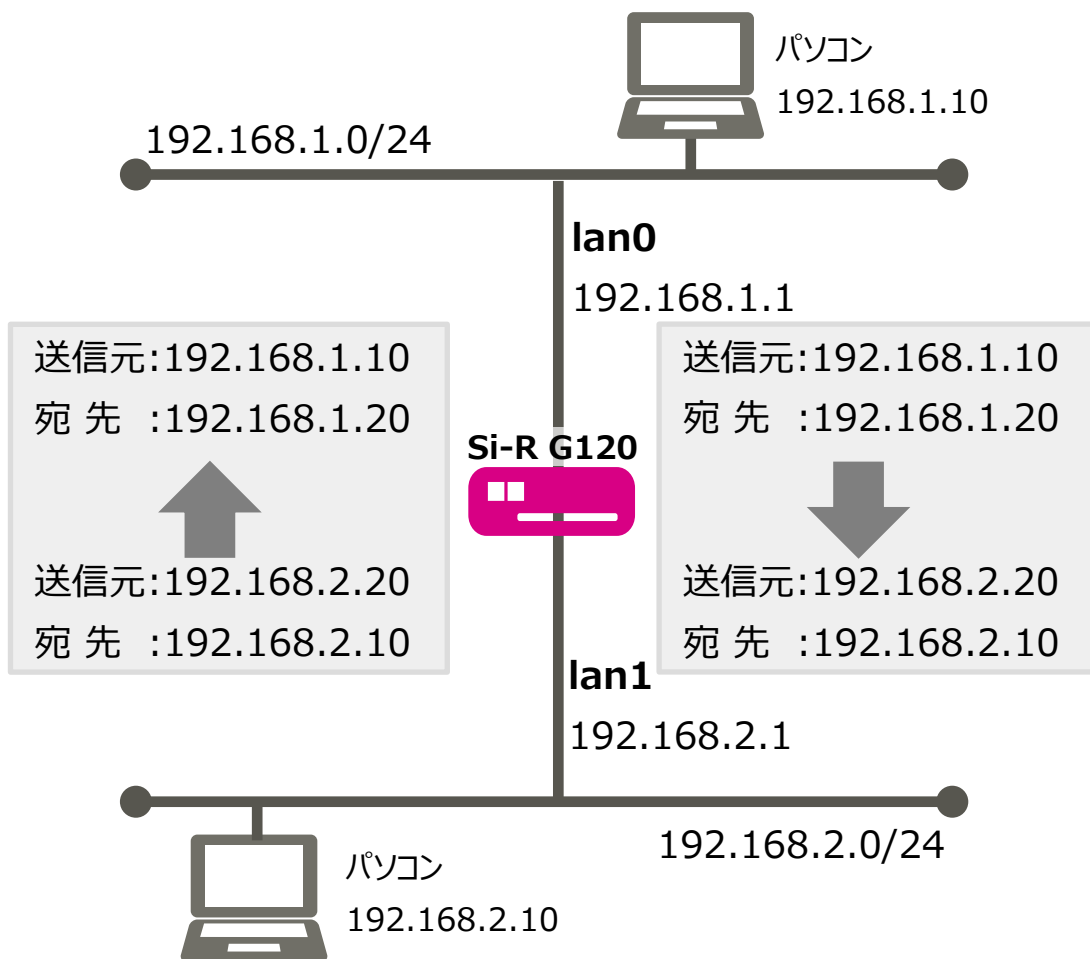 パソコン
192.168.1.10
192.168.1.0/24
lan0
192.168.1.1
送信元:192.168.1.10
宛 先 :192.168.1.20
送信元:192.168.2.20
宛 先 :192.168.2.10
Si-R G120
送信元:192.168.1.10
宛 先 :192.168.1.20
送信元:192.168.2.20
宛 先 :192.168.2.10
lan1
192.168.2.1
192.168.2.0/24
パソコン
192.168.2.10